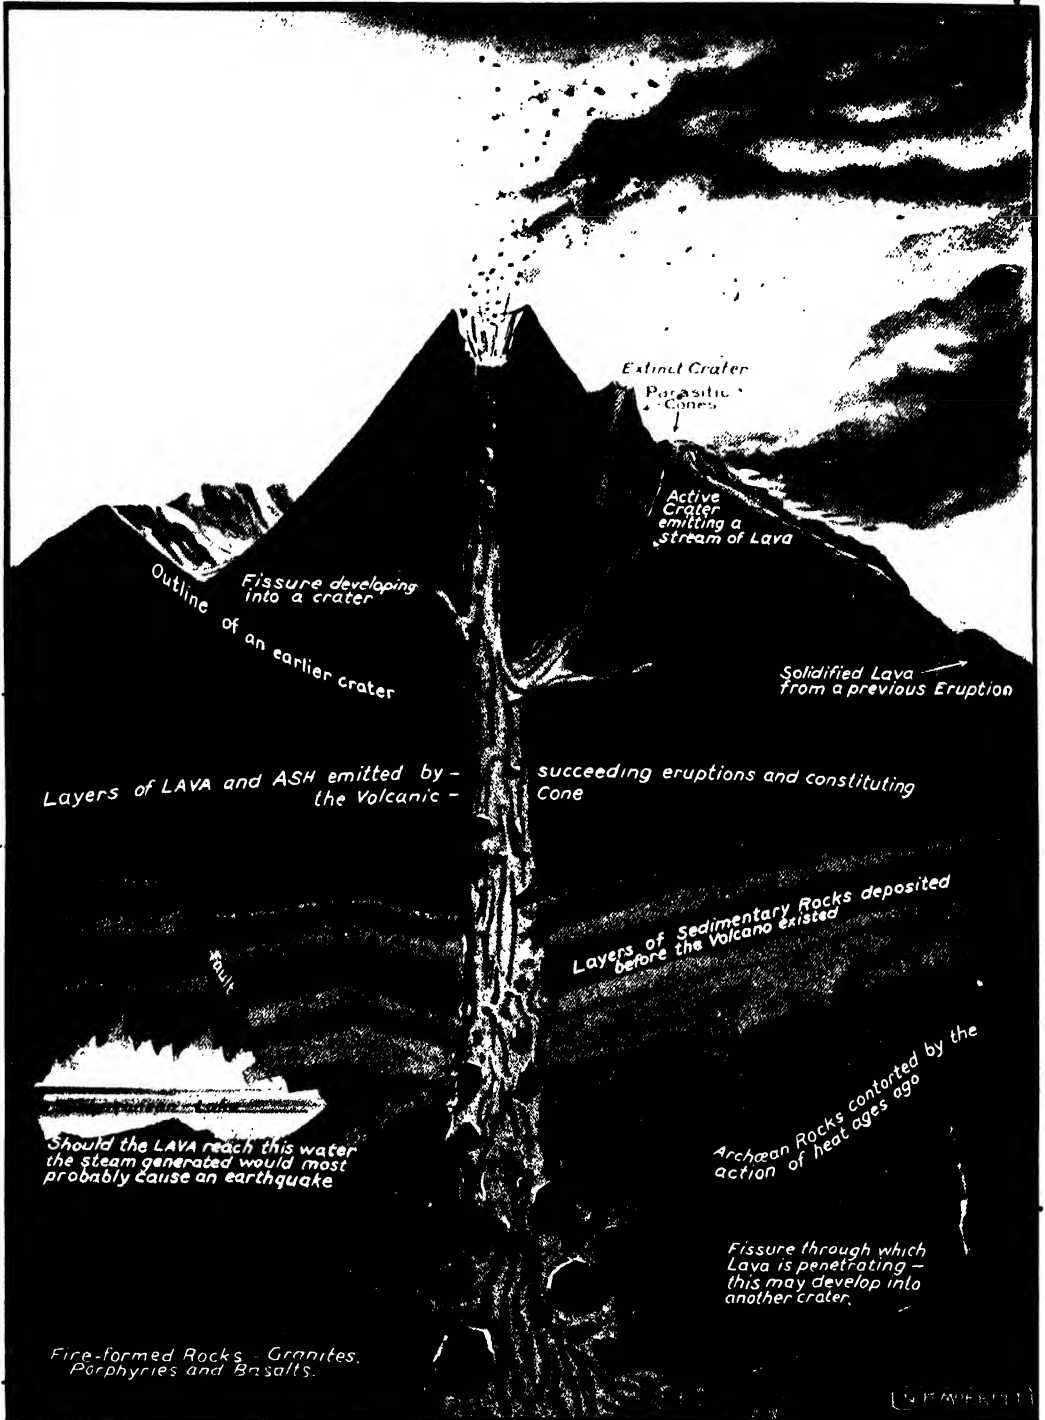 Extinct Crater
Parasitic
Cones
Active
Crater
emitting a
stream of Lava
Fissure developing
into a crater
Outline of an earlier crater
Solidified Lava
from a previous Eruption
Layers of LAVA and ASH emitted by – succeeding eruptions and constituting
the Volcanic – Cone
Layers of Sedimentary Rocks deposited
before the Volcano existed
fault
Archœan Rocks contorted by the
action of heat ages ago
Should the LAVA reach this water
the steam generated would most
probably cause an earthquake
Fissure through which
Lava is penetrating –
this may develop into
another crater.
Fire-formed Rocks - Granites,
Porphyries and Basalts.